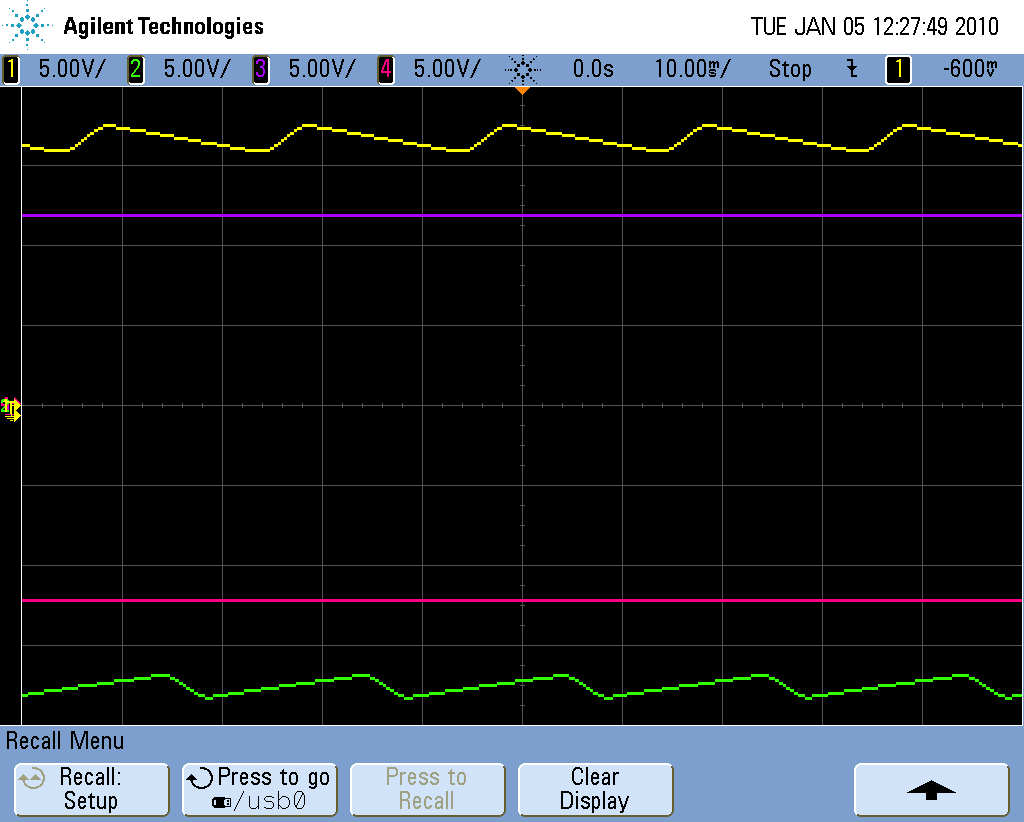 Agilent Technologies TUE JAN 05 12:27:49 2010
1 5.00V/ 2 5.00V/ 3 5.00V/ 4 5.00V/ 0.0s 10.00ms/ Stop 1 -600mV
Recall Menu
Recall:
Setup
Press to go
/usb0
Press to
Recall
Clear
Display